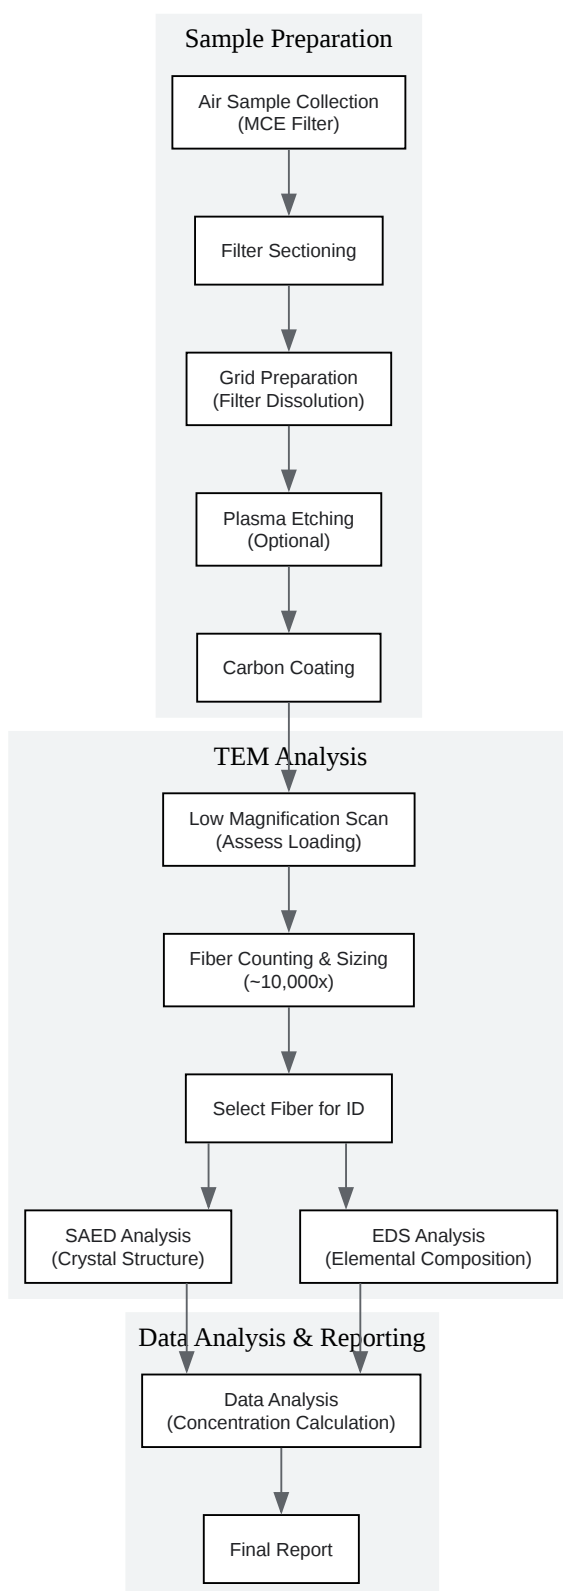 Sample Preparation
Air Sample Collection
(MCE Filter)
Filter Sectioning
Grid Preparation
(Filter Dissolution)
Plasma Etching
(Optional)
Carbon Coating
TEM Analysis
Low Magnification Scan
(Assess Loading)
Fiber Counting & Sizing
(~10,000x)
Select Fiber for ID
SAED Analysis
(Crystal Structure)
EDS Analysis
(Elemental Composition)
Data Analysis & Reporting
Data Analysis
(Concentration Calculation)
Final Report